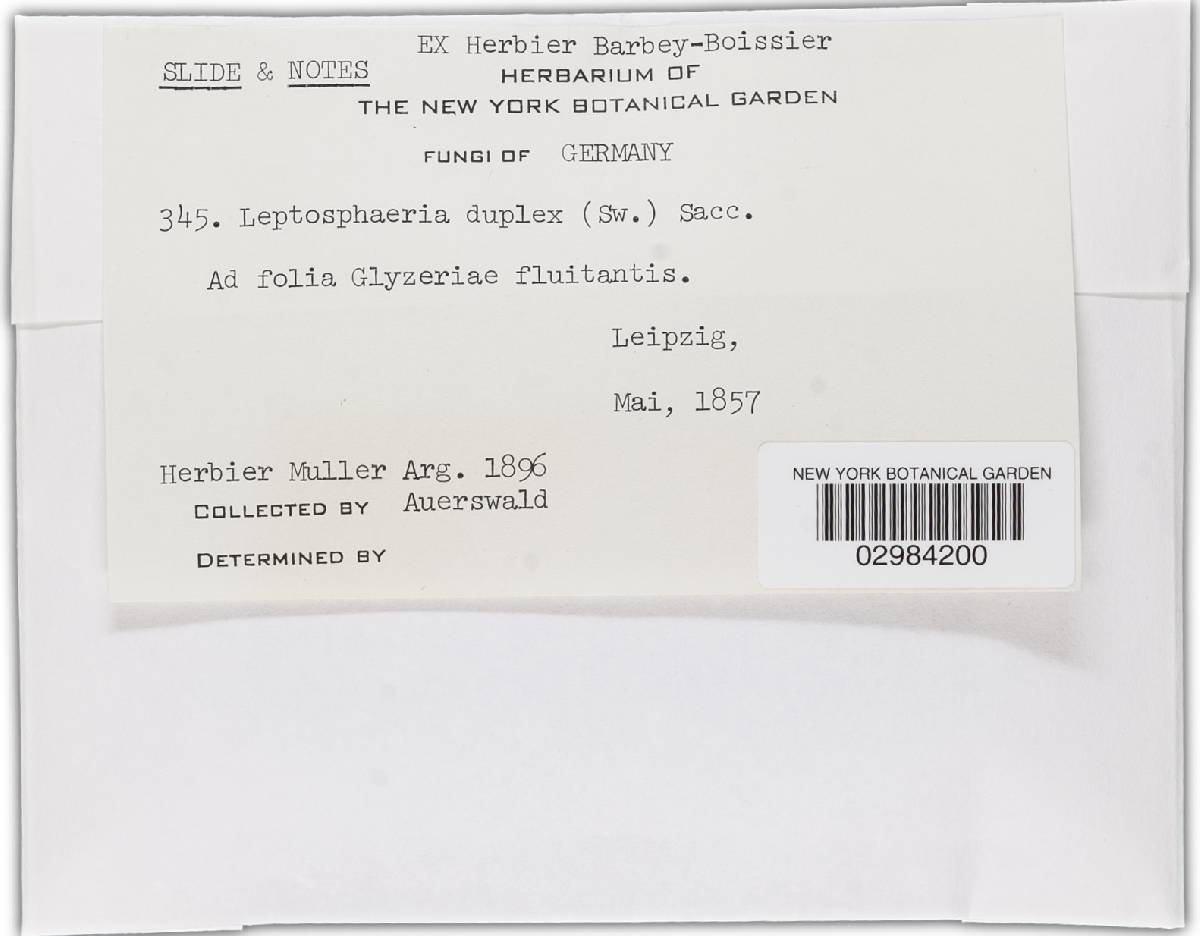 EX Herbier Barbey-Boissier
SLIDE & NOTES
HERBARIUM OF
THE NEW YORK BOTANICAL GARDEN
FUNGI OF GERMANY
345. Leptosphaeria duplex (Sw.) Sacc.
Ad folia Glyzeriae fluitantis.
Leipzig,
Mai, 1857
Herbier Muller Arg. 1896
COLLECTED BY Auerswald
DETERMINED BY
NEW YORK BOTANICAL GARDEN
02984200